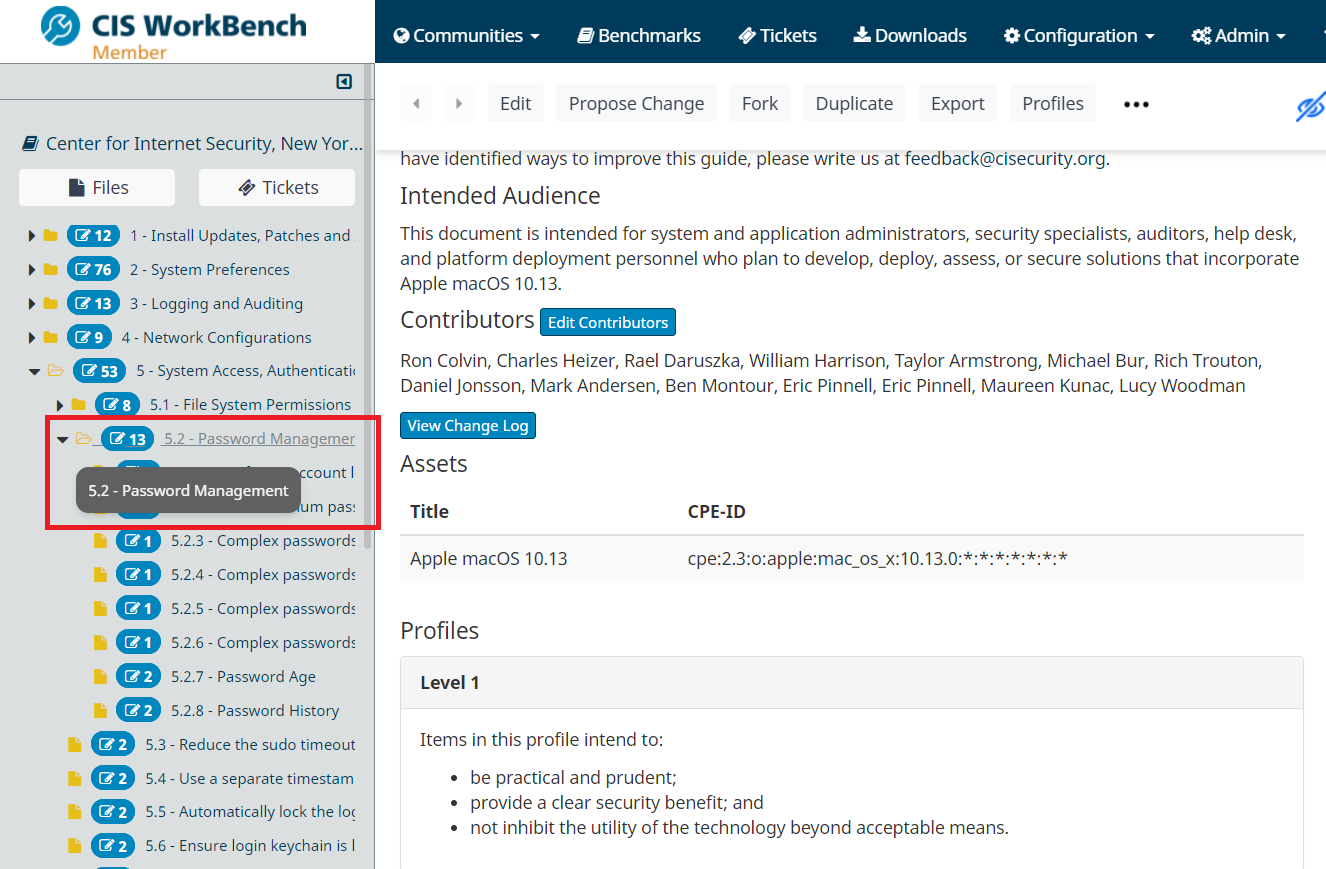 CIS WorkBench
Member
Communities
Benchmarks
Tickets
Downloads
Configuration
Admin
Edit
Propose Change
Fork
Duplicate
Export
Profiles
Center for Internet Security, New Yor...
Files
Tickets
12 1 - Install Updates, Patches and
76 2 - System Preferences
13 3 - Logging and Auditing
9 4 - Network Configurations
53 5 - System Access,
8 5.1 - File System Permissions
13 5.2 - Password
5.2 - Password Management
1 5.2.3 - Complex passwords
1 5.2.4 - Complex passwords
1 5.2.5 - Complex passwords
1 5.2.6 - Complex passwords
2 5.2.7 - Password Age
2 5.2.8 - Password History
2 5.3 - Reduce the sudo timeout
2 5.4 - Use a separate timestam
2 5.5 - Automatically lock the
2 5.6 - Ensure login keychain is
have identified ways to improve this guide, please write us at feedback@cisecurity.org.
Intended Audience
This document is intended for system and application administrators, security specialists, auditors, help desk,
and platform deployment personnel who plan to develop, deploy, assess, or secure solutions that incorporate
Apple macOS 10.13.
Contributors Edit Contributors
Ron Colvin, Charles Heizer, Rael Daruszka, William Harrison, Taylor Armstrong, Michael Bur, Rich Trouton,
Daniel Jonsson, Mark Andersen, Ben Montour, Eric Pinnell, Eric Pinnell, Maureen Kunac, Lucy Woodman
View Change Log
Assets
Title CPE-ID
Apple macOS 10.13 cpe:2.3:o:apple:mac_os_x:10.13.0:*:*:*:*:*:*:*
Profiles
Level 1
Items in this profile intend to:
• be practical and prudent;
• provide a clear security benefit; and
• not inhibit the utility of the technology beyond acceptable means.